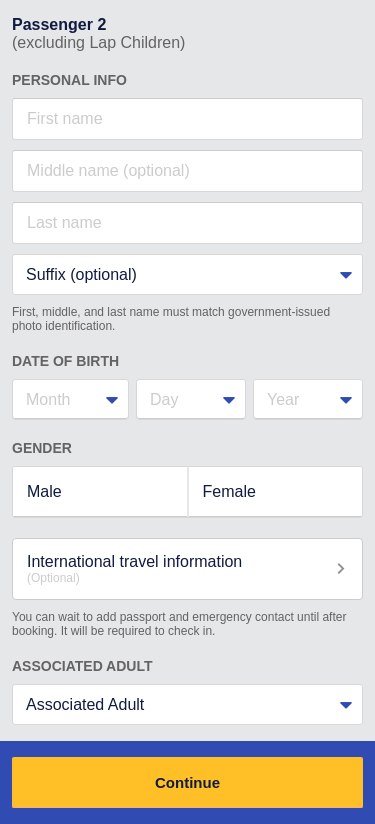 Passenger 2
(excluding Lap Children)
PERSONAL INFO
First name
Middle name (optional)
Last name
Suffix (optional)
First, middle, and last name must match government-issued
photo identification.
DATE OF BIRTH
Month Day Year
GENDER
Male Female
International travel information
(Optional)
You can wait to add passport and emergency contact until after
booking. It will be required to check in.
ASSOCIATED ADULT
Associated Adult
Continue